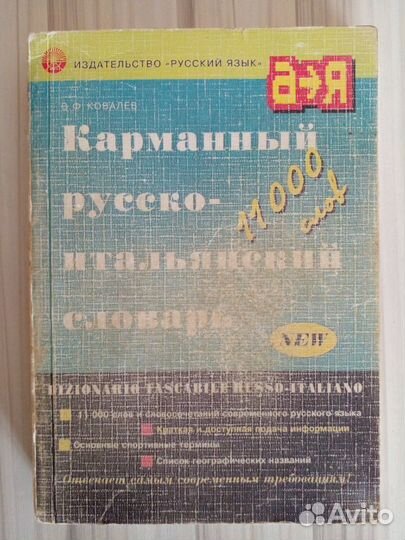 ИЗДАТЕЛЬСТВО «РУССКИЙ ЯЗЫК»
а→я
В.Ф. КОВАЛЕВ
Карманный
русско-
итальянский
словарь
11 000
слов
NEW
DIZIONARIO TASCABILE RUSSO-ITALIANO
11 000 слов и словосочетаний современного русского языка
Краткая и доступная подача информации
Основные спортивные термины
Список географических названий
Отвечает самым современным требованиям!
Avito